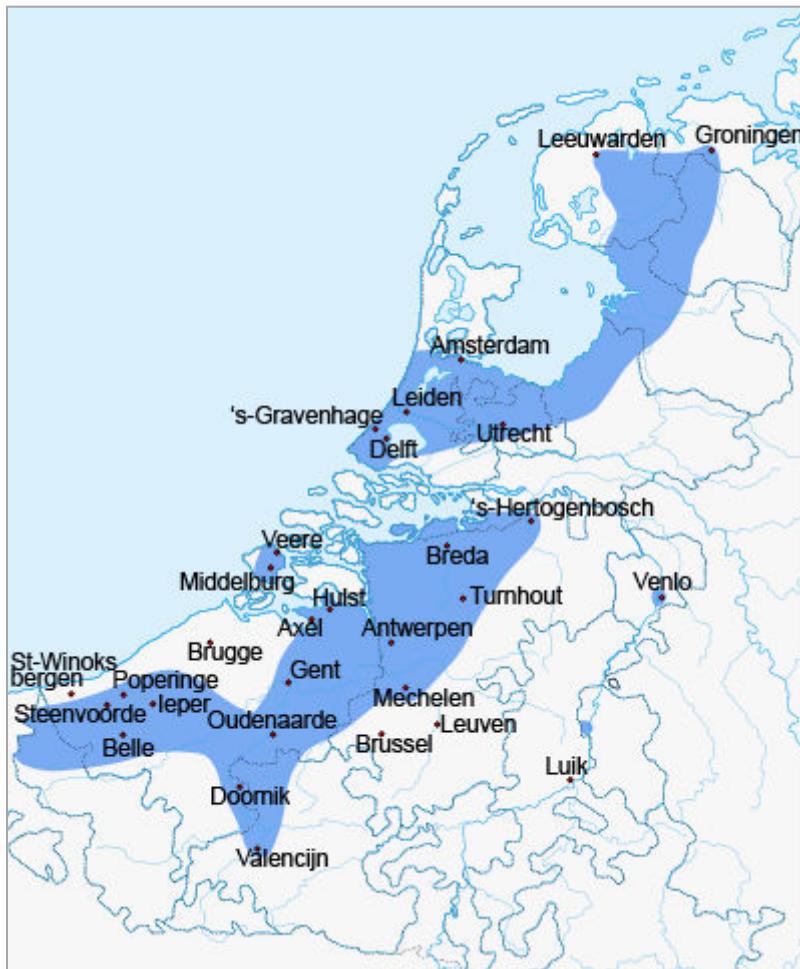 Leeuwarden
Groningen
Amsterdam
Leiden
's-Gravenhage
Utrecht
Delft
's-Hertogenbosch
Veere
Breda
Middelburg
Venlo
Hulst
Turnhout
Axel
Antwerpen
Brugge
St-Winoks
bergen
Poperinge
Gent
Mechelen
Ieper
Steenvoorde
Oudenaarde
Leuven
Belle
Brussel
Luik
Doornik
Valencijn